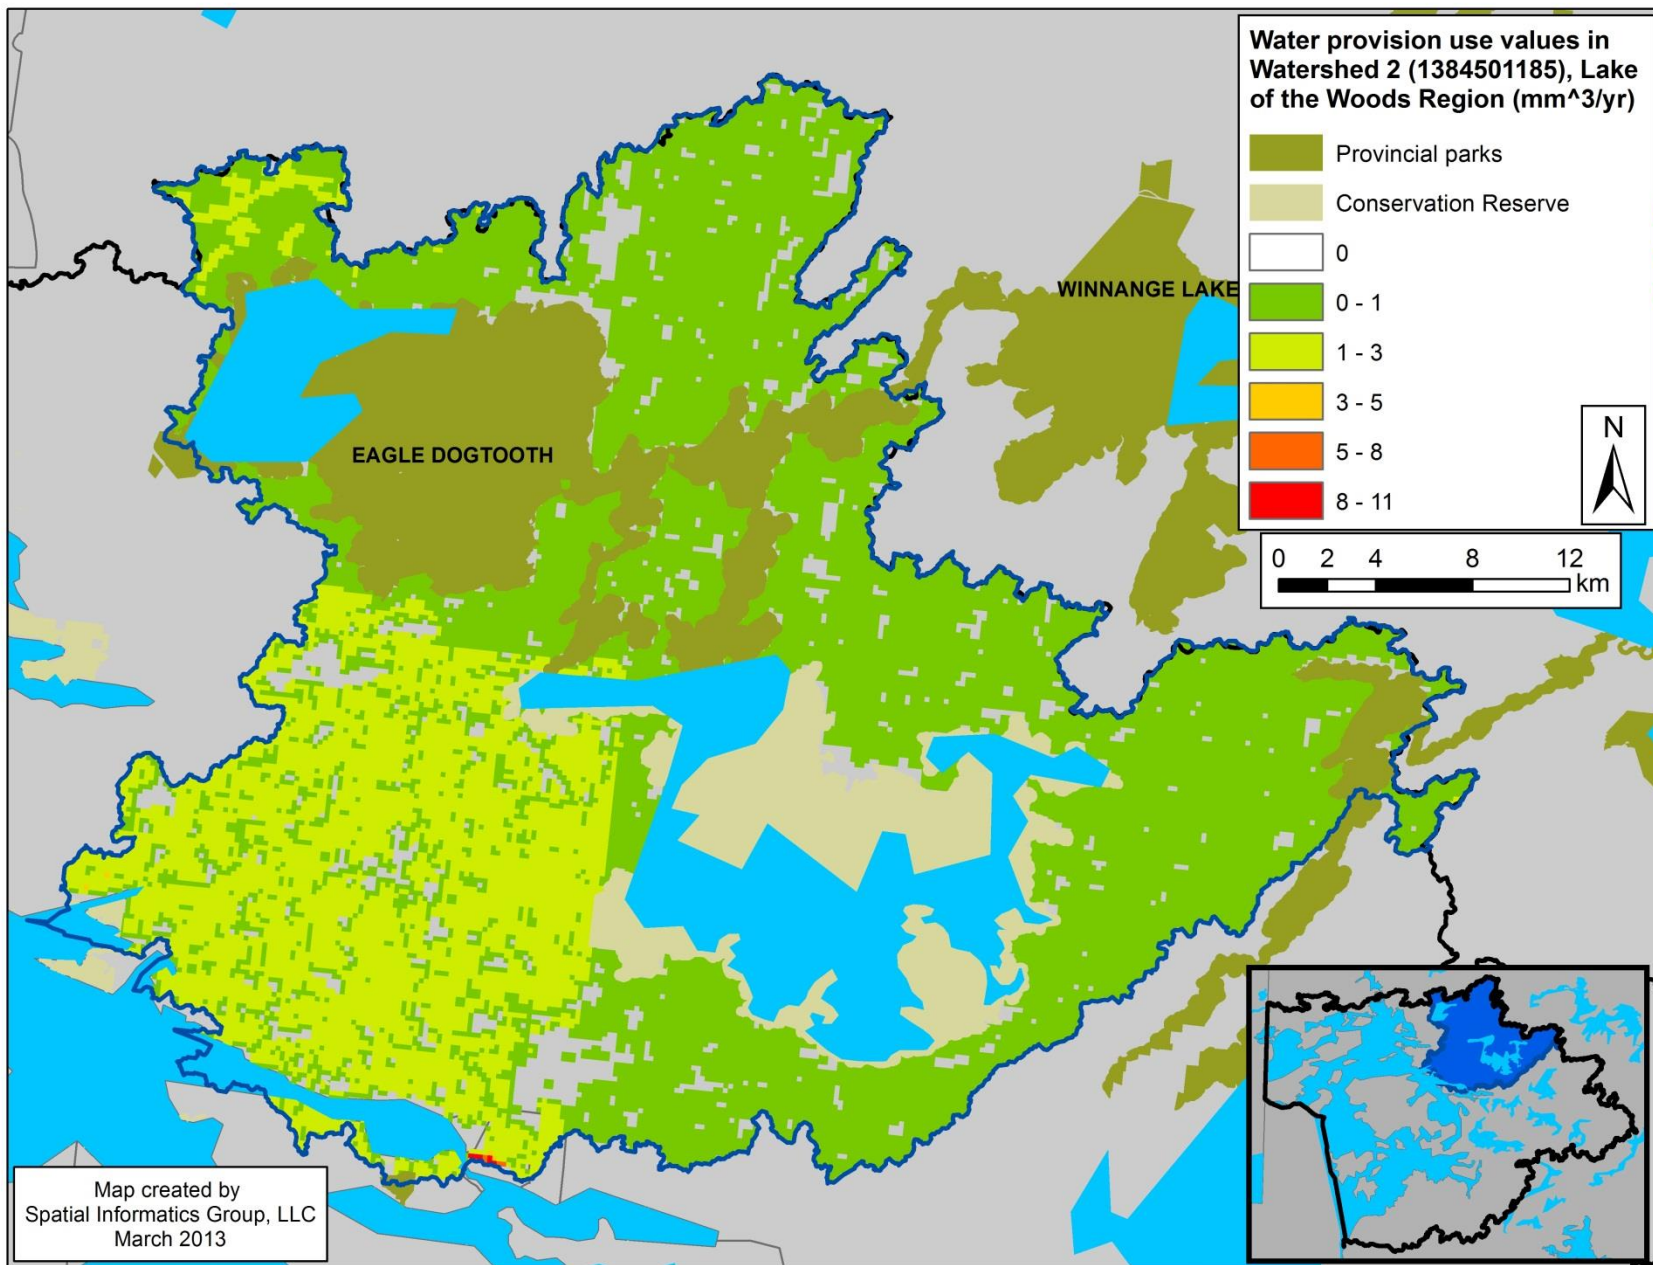 Water provision use values in
Watershed 2 (1384501185), Lake
of the Woods Region (mm^3/yr)
Provincial parks
Conservation Reserve
0
0 - 1
1 - 3
3 - 5
5 - 8
8 - 11
N
0 2 4 8 12
km
WINNANGE LAKE
EAGLE DOGTOOTH
Map created by
Spatial Informatics Group, LLC
March 2013